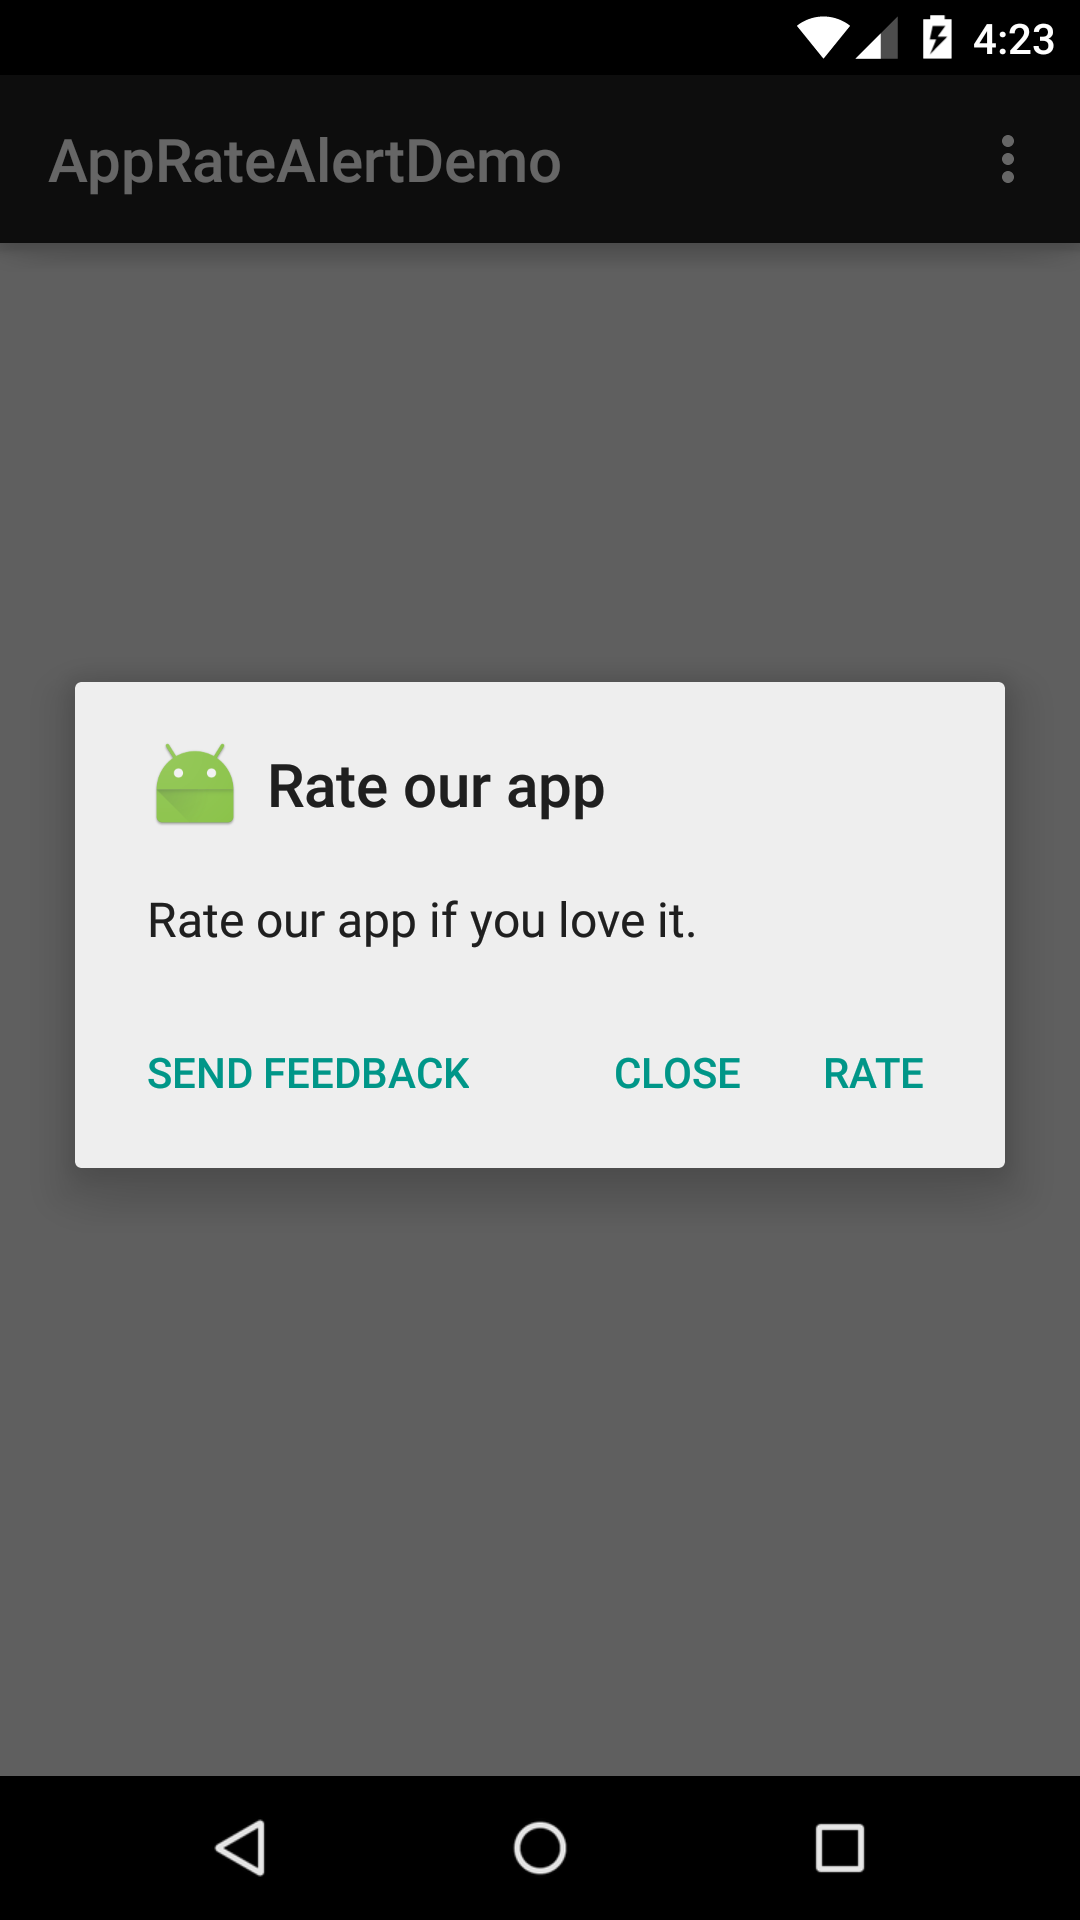 4:23
AppRateAlertDemo
Rate our app
Rate our app if you love it.
SEND FEEDBACK CLOSE RATE